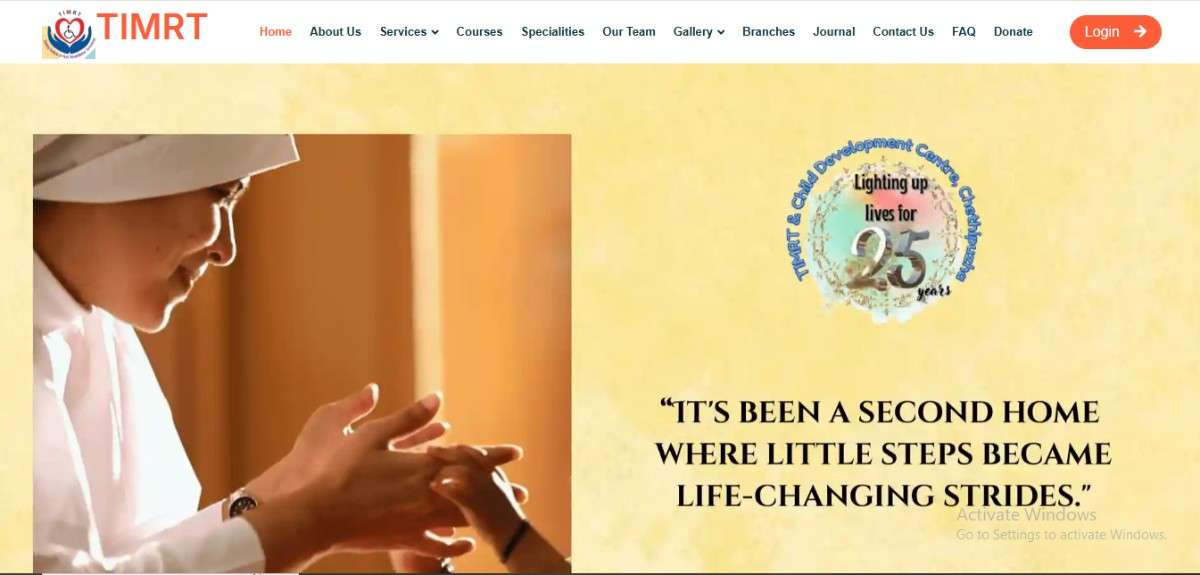 TIMRT
TIMRT
Home
About Us
Services
Courses
Specialities
Our Team
Gallery
Branches
Journal
Contact Us
FAQ
Donate
Login
TIMRT & Child Development Centre, Chethipuzha
Lighting up
lives for
25
years
“IT'S BEEN A SECOND HOME
WHERE LITTLE STEPS BECAME
LIFE-CHANGING STRIDES."
Activate Windows
Go to Settings to activate Windows.